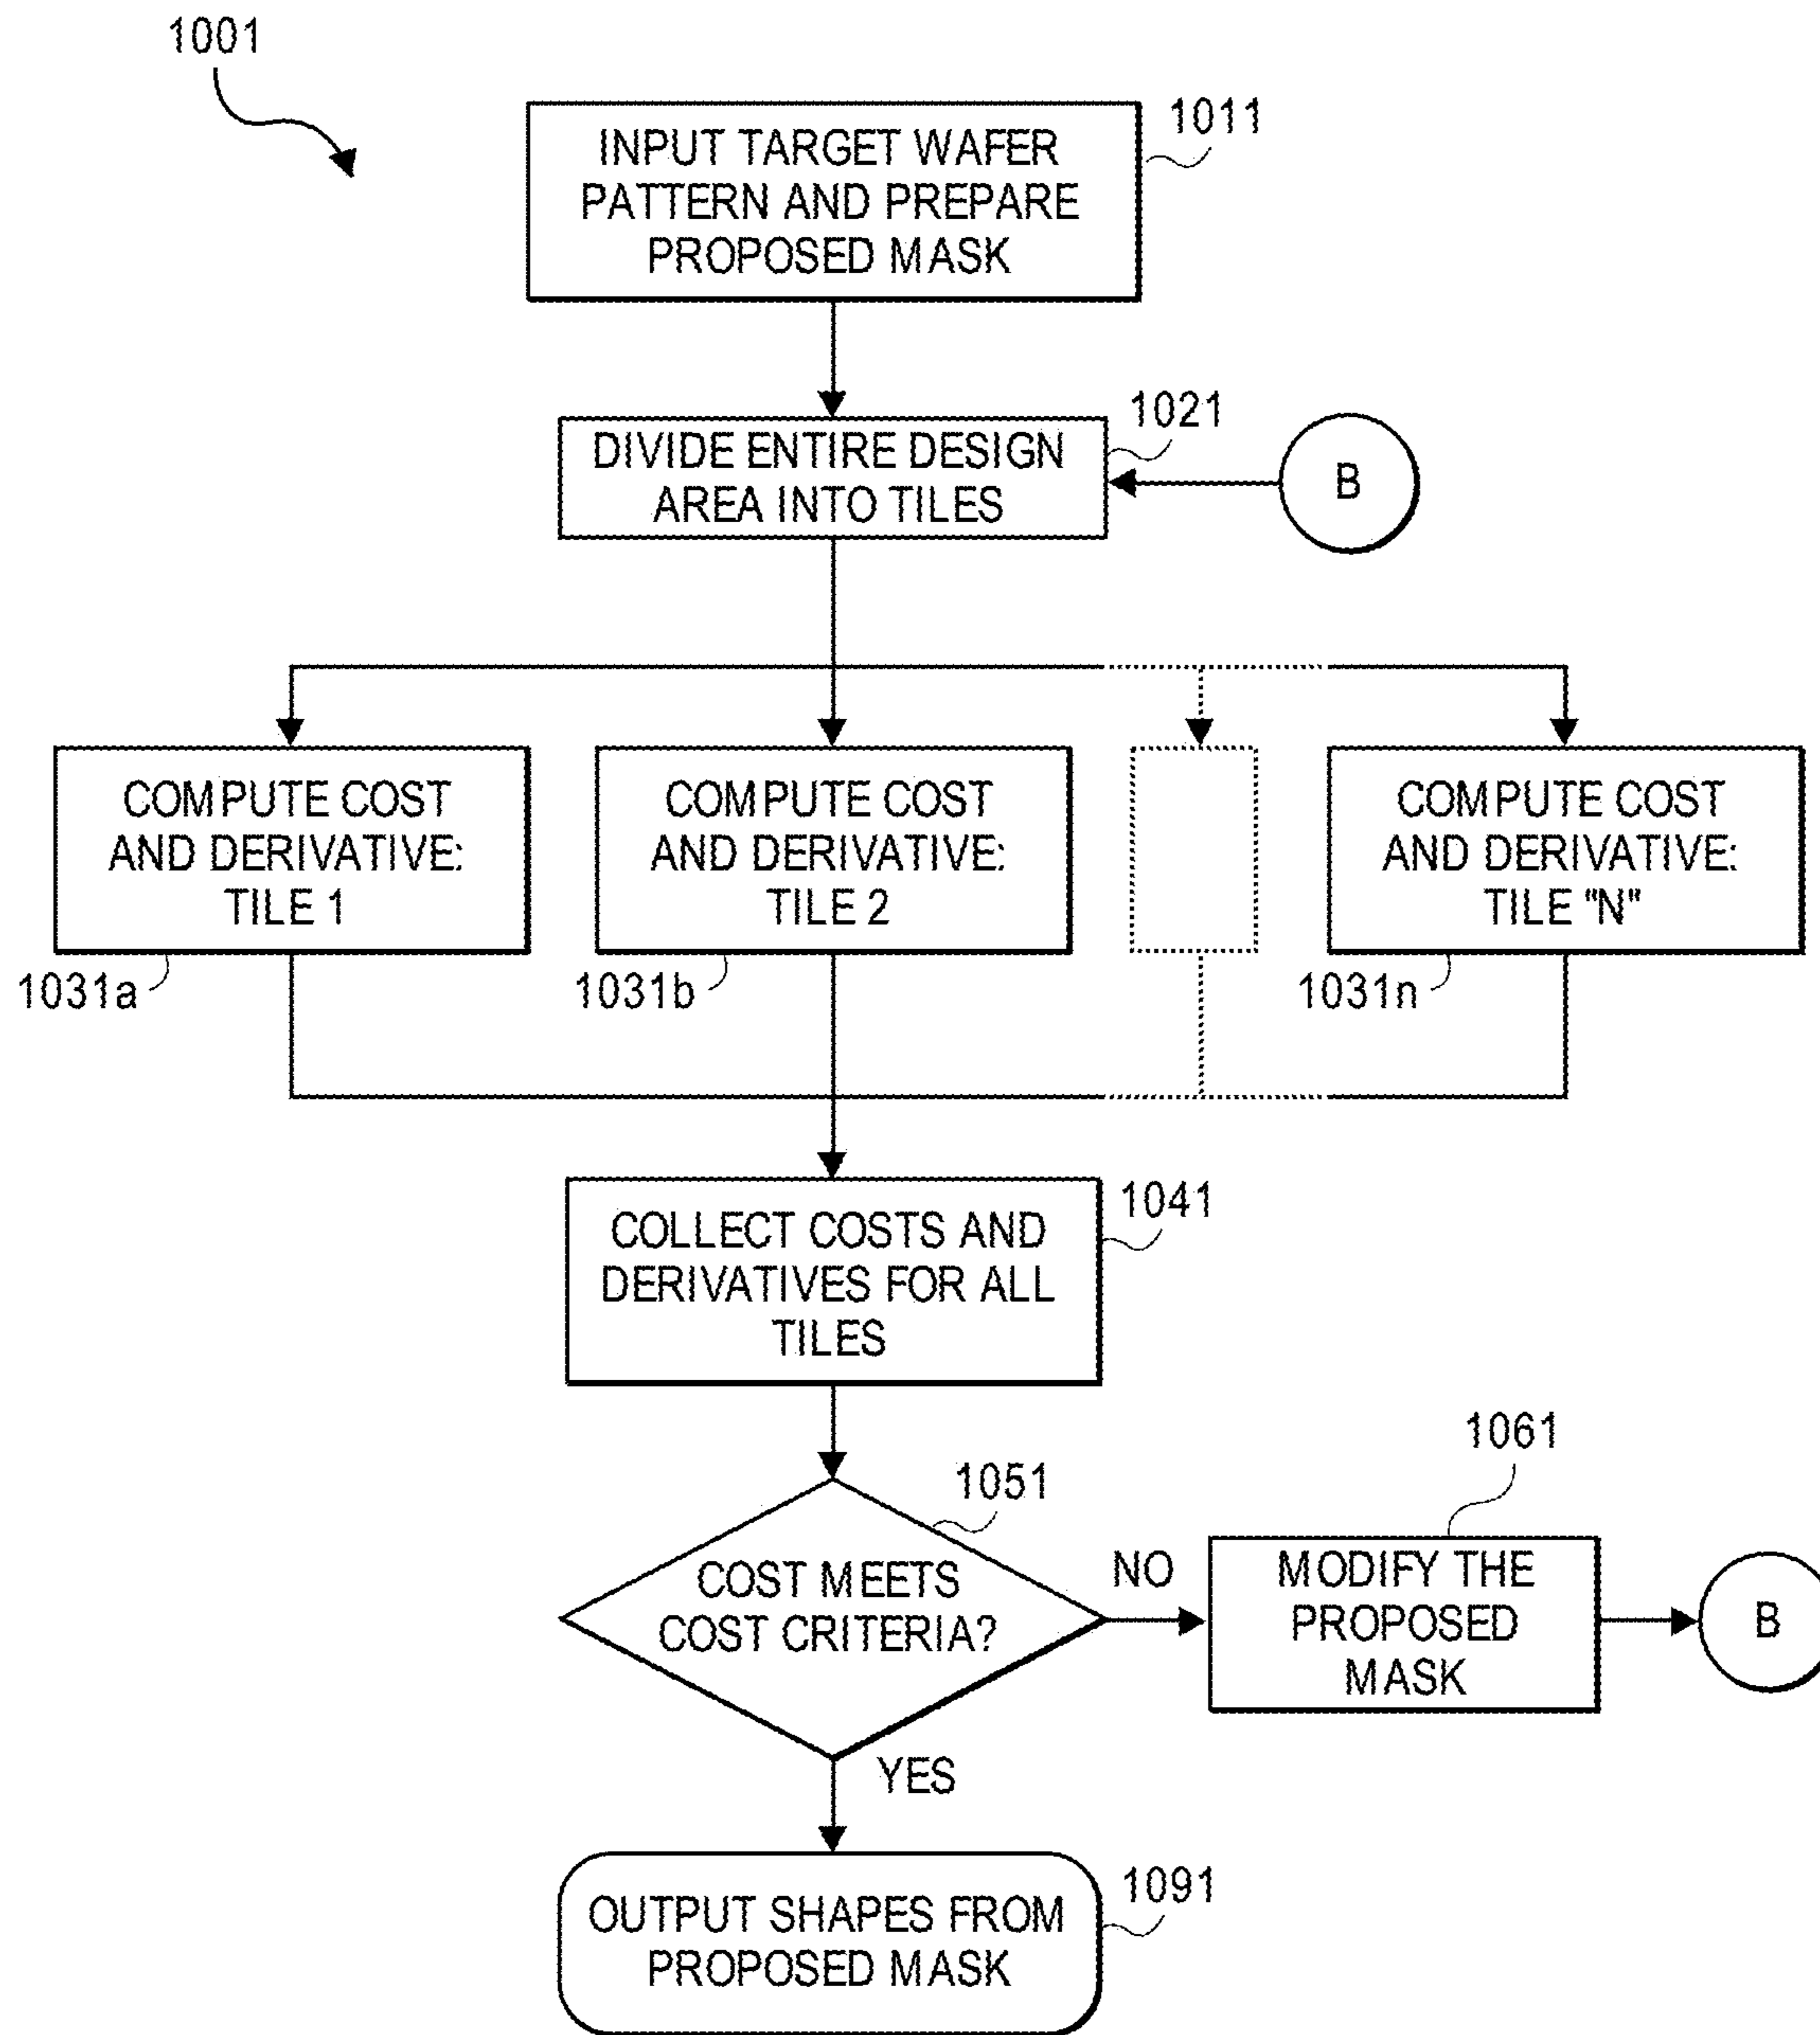 1001
INPUT TARGET WAFER
PATTERN AND PREPARE
PROPOSED MASK
1011
DIVIDE ENTIRE DESIGN
AREA INTO TILES
1021
B
COMPUTE COST
AND DERIVATIVE:
TILE 1
1031a
COMPUTE COST
AND DERIVATIVE:
TILE 2
1031b
COMPUTE COST
AND DERIVATIVE:
TILE "N"
1031n
COLLECT COSTS AND
DERIVATIVES FOR ALL
TILES
1041
COST MEETS
COST CRITERIA?
1051
NO
MODIFY THE
PROPOSED
MASK
1061
B
YES
OUTPUT SHAPES FROM
PROPOSED MASK
1091